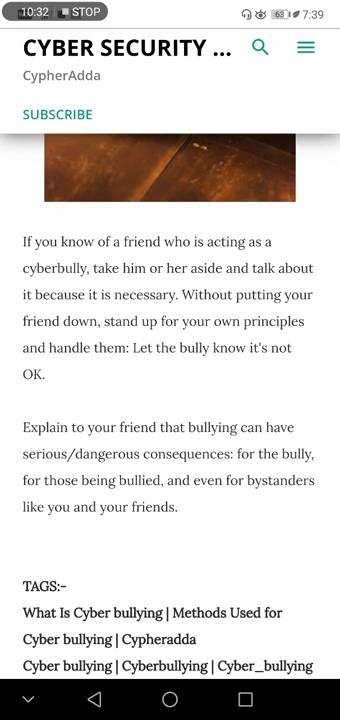 10:32 STOP
63 7:39
CYBER SECURITY ...
CypherAdda
SUBSCRIBE
If you know of a friend who is acting as a
cyberbully, take him or her aside and talk about
it because it is necessary. Without putting your
friend down, stand up for your own principles
and handle them: Let the bully know it's not
OK.
Explain to your friend that bullying can have
serious/dangerous consequences: for the bully,
for those being bullied, and even for bystanders
like you and your friends.
TAGS:-
What Is Cyber bullying | Methods Used for
Cyber bullying | Cypheradda
Cyber bullying | Cyberbullying | Cyber_bullying